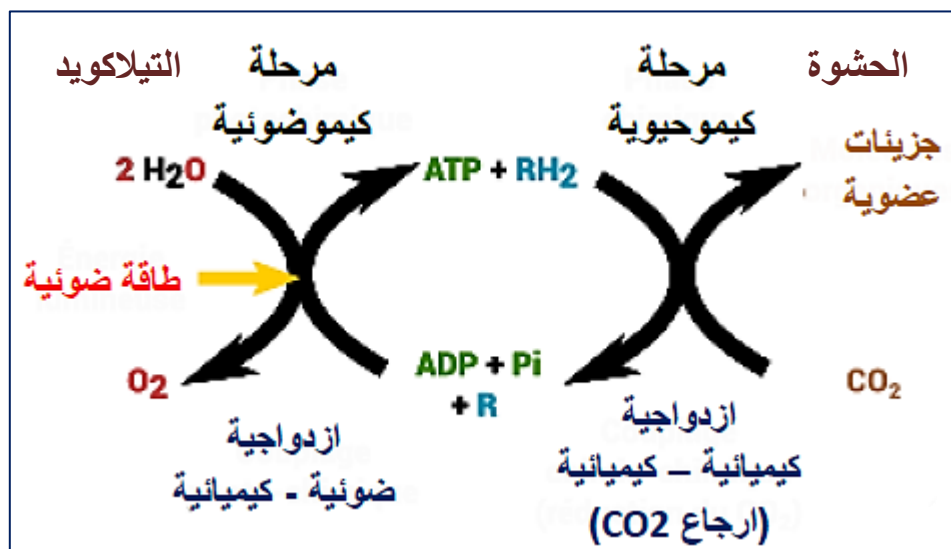 التيلاكويد
مرحلة
كيموضوئية
مرحلة
كيموحيوية
الحشوة
2 H₂O
ATP + RH₂
جزيئات
عضوية
طاقة ضوئية
O₂
ADP + Pi
+ R
CO₂
ازدواجية
ضوئية - كيميائية
ازدواجية
كيميائية – كيميائية
(ارجاع CO2)